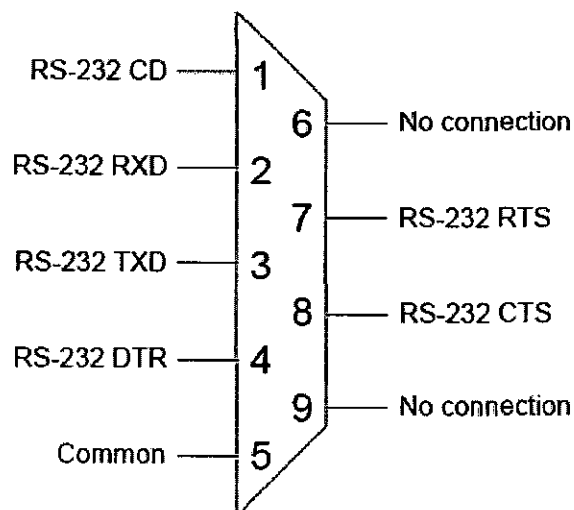 RS-232 CD 1
6 No connection
RS-232 RXD 2
7 RS-232 RTS
RS-232 TXD 3
8 RS-232 CTS
RS-232 DTR 4
9 No connection
Common 5